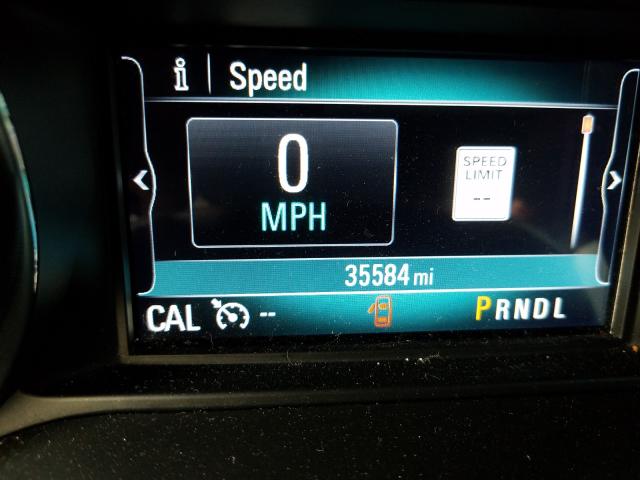 i | Speed
0
MPH
SPEED
LIMIT
--
< >
35584 mi
CAL -- PRNDL